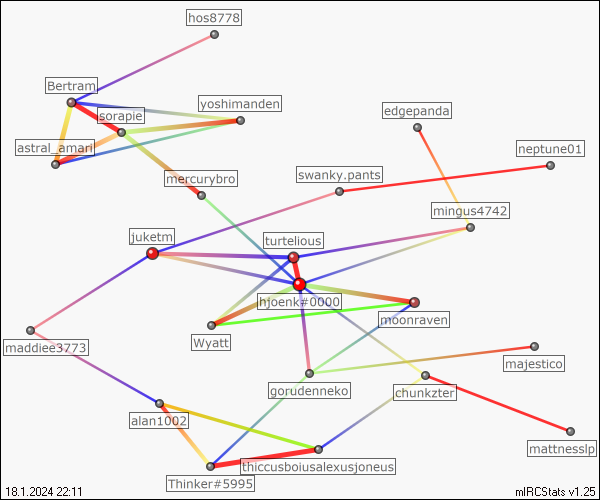 hos8778
Bertram
yoshimanden
edgepanda
sorapie
astral_amari
neptune01
mercurybro
swanky.pants
mingus4742
juketm
turtelious
hjoenk#0000
moonraven
Wyatt
maddiee3773
majestico
gorudenneko
chunkzter
alan1002
mattnesslp
thiccusboiusalexusjoneus
Thinker#5995
18.1.2024 22:11
mIRCStats v1.25